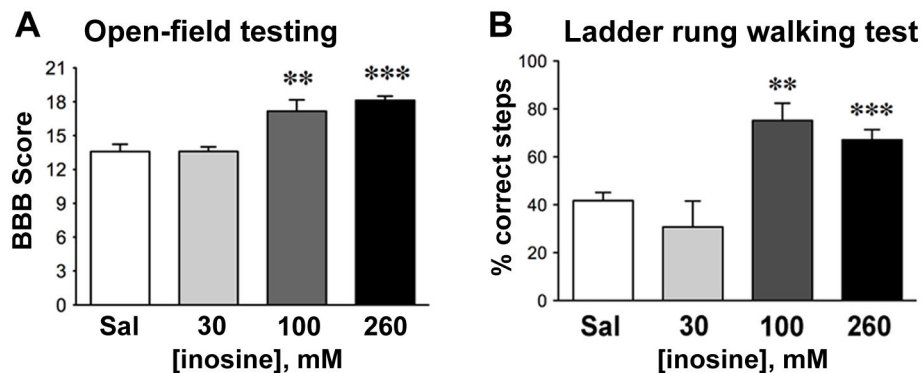 A Open-field testing
BBB Score
21
18
15
12
9
6
3
0
** ***
Sal 30 100 260
[inosine], mM
B Ladder rung walking test
% correct steps
100
80
60
40
20
0
** ***
Sal 30 100 260
[inosine], mM